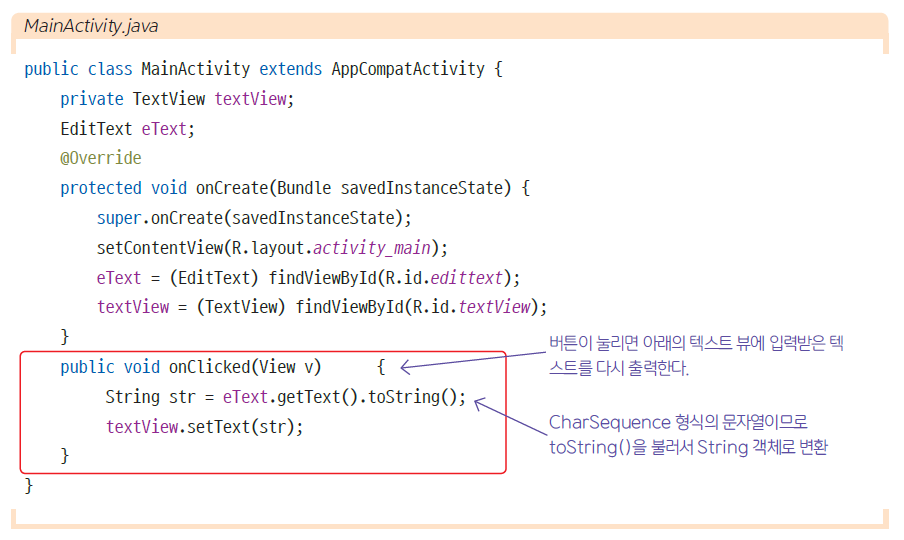 MainActivity.java
public class MainActivity extends AppCompatActivity {
    private TextView textView;
    EditText eText;
    @Override
    protected void onCreate(Bundle savedInstanceState) {
        super.onCreate(savedInstanceState);
        setContentView(R.layout.activity_main);
        eText = (EditText) findViewById(R.id.edittext);
        textView = (TextView) findViewById(R.id.textView);
    }
    public void onClicked(View v)      {
         String str = eText.getText().toString();
         textView.setText(str);
    }
}
버튼이 눌리면 아래의 텍스트 뷰에 입력받은 텍
스트를 다시 출력한다.
CharSequence 형식의 문자열이므로
toString()을 불러서 String 객체로 변환